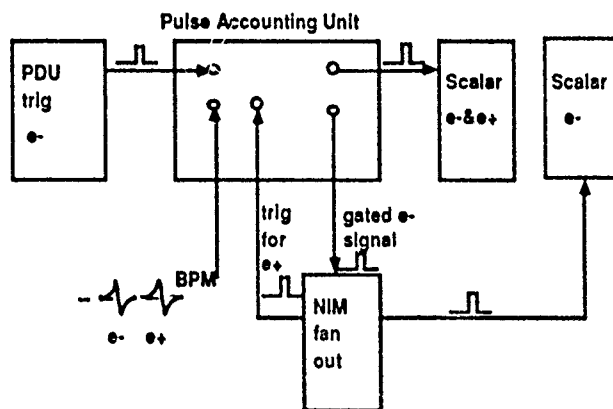 Pulse Accounting Unit
PDU
trig
e-
Scalar
e-&e+
Scalar
e-
trig
for
e+
gated e-
signal
BPM
e- e+
NIM
fan
out